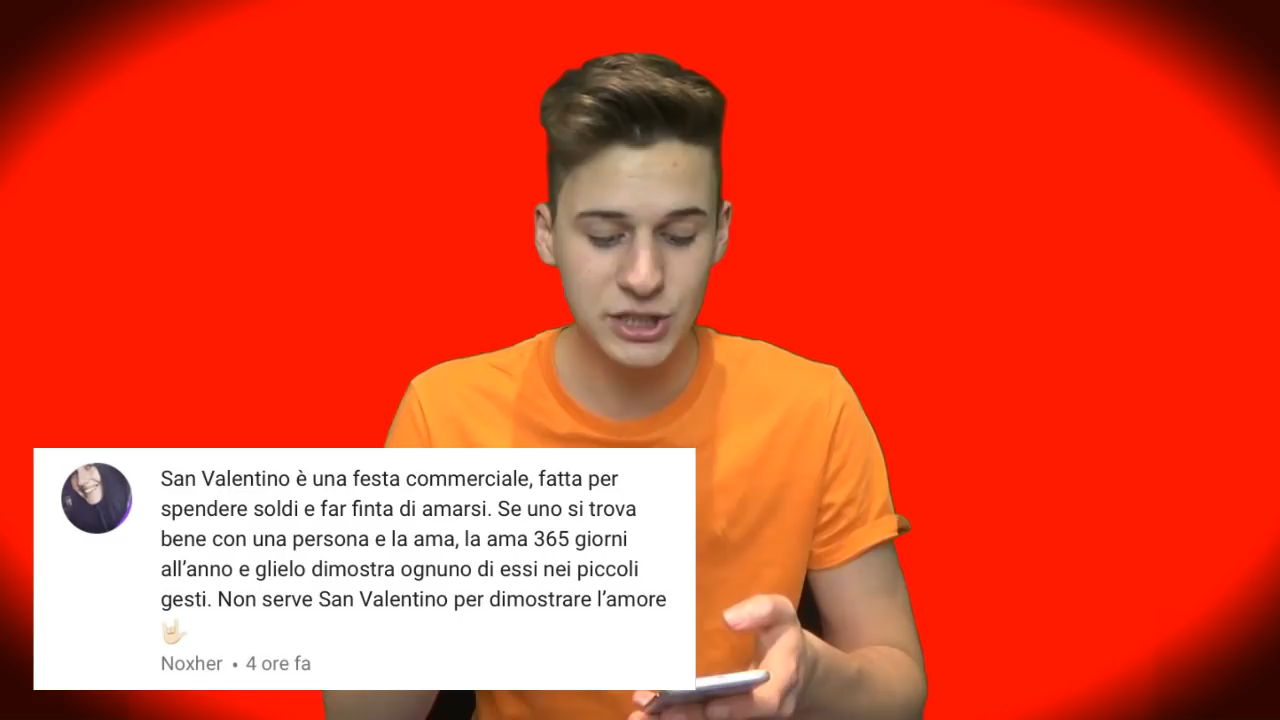 San Valentino è una festa commerciale, fatta per
spendere soldi e far finta di amarsi. Se uno si trova
bene con una persona e la ama, la ama 365 giorni
all’anno e glielo dimostra ognuno di essi nei piccoli
gesti. Non serve San Valentino per dimostrare l’amore
🤟🏻
Noxher • 4 ore fa